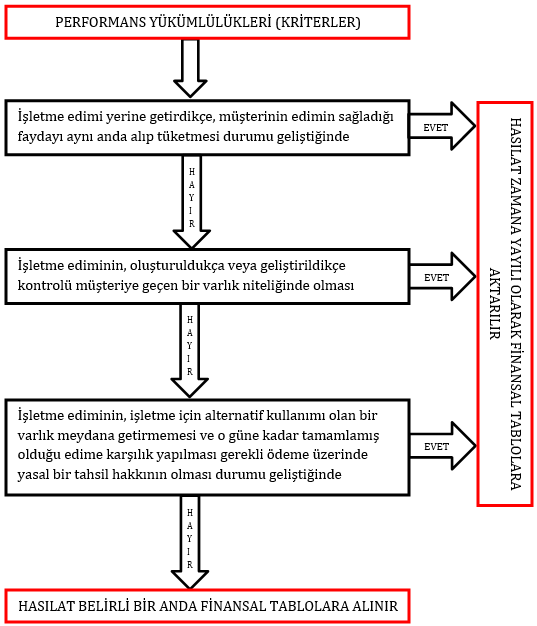 PERFORMANS YÜKÜMLÜLÜKLERİ (KRİTERLER)
İşletme edimi yerine getirdikçe, müşterinin edimin sağladığı
faydayı aynı anda alıp tüketmesi durumu geliştiğinde
EVET
HAYIR
İşletme ediminin, oluşturuldukça veya geliştirildikçe
kontrolü müşteriye geçen bir varlık niteliğinde olması
EVET
HAYIR
İşletme ediminin, işletme için alternatif kullanımı olan bir
varlık meydana getirmemesi ve o güne kadar tamamlamış
olduğu edime karşılık yapılması gerekli ödeme üzerinde
yasal bir tahsil hakkının olması durumu geliştiğinde
EVET
HAYIR
HASILAT ZAMANA YAYILI OLARAK FİNANSAL TABLOLARA
AKTARILIR
HASILAT BELİRLİ BİR ANDA FİNANSAL TABLOLARA ALINIR